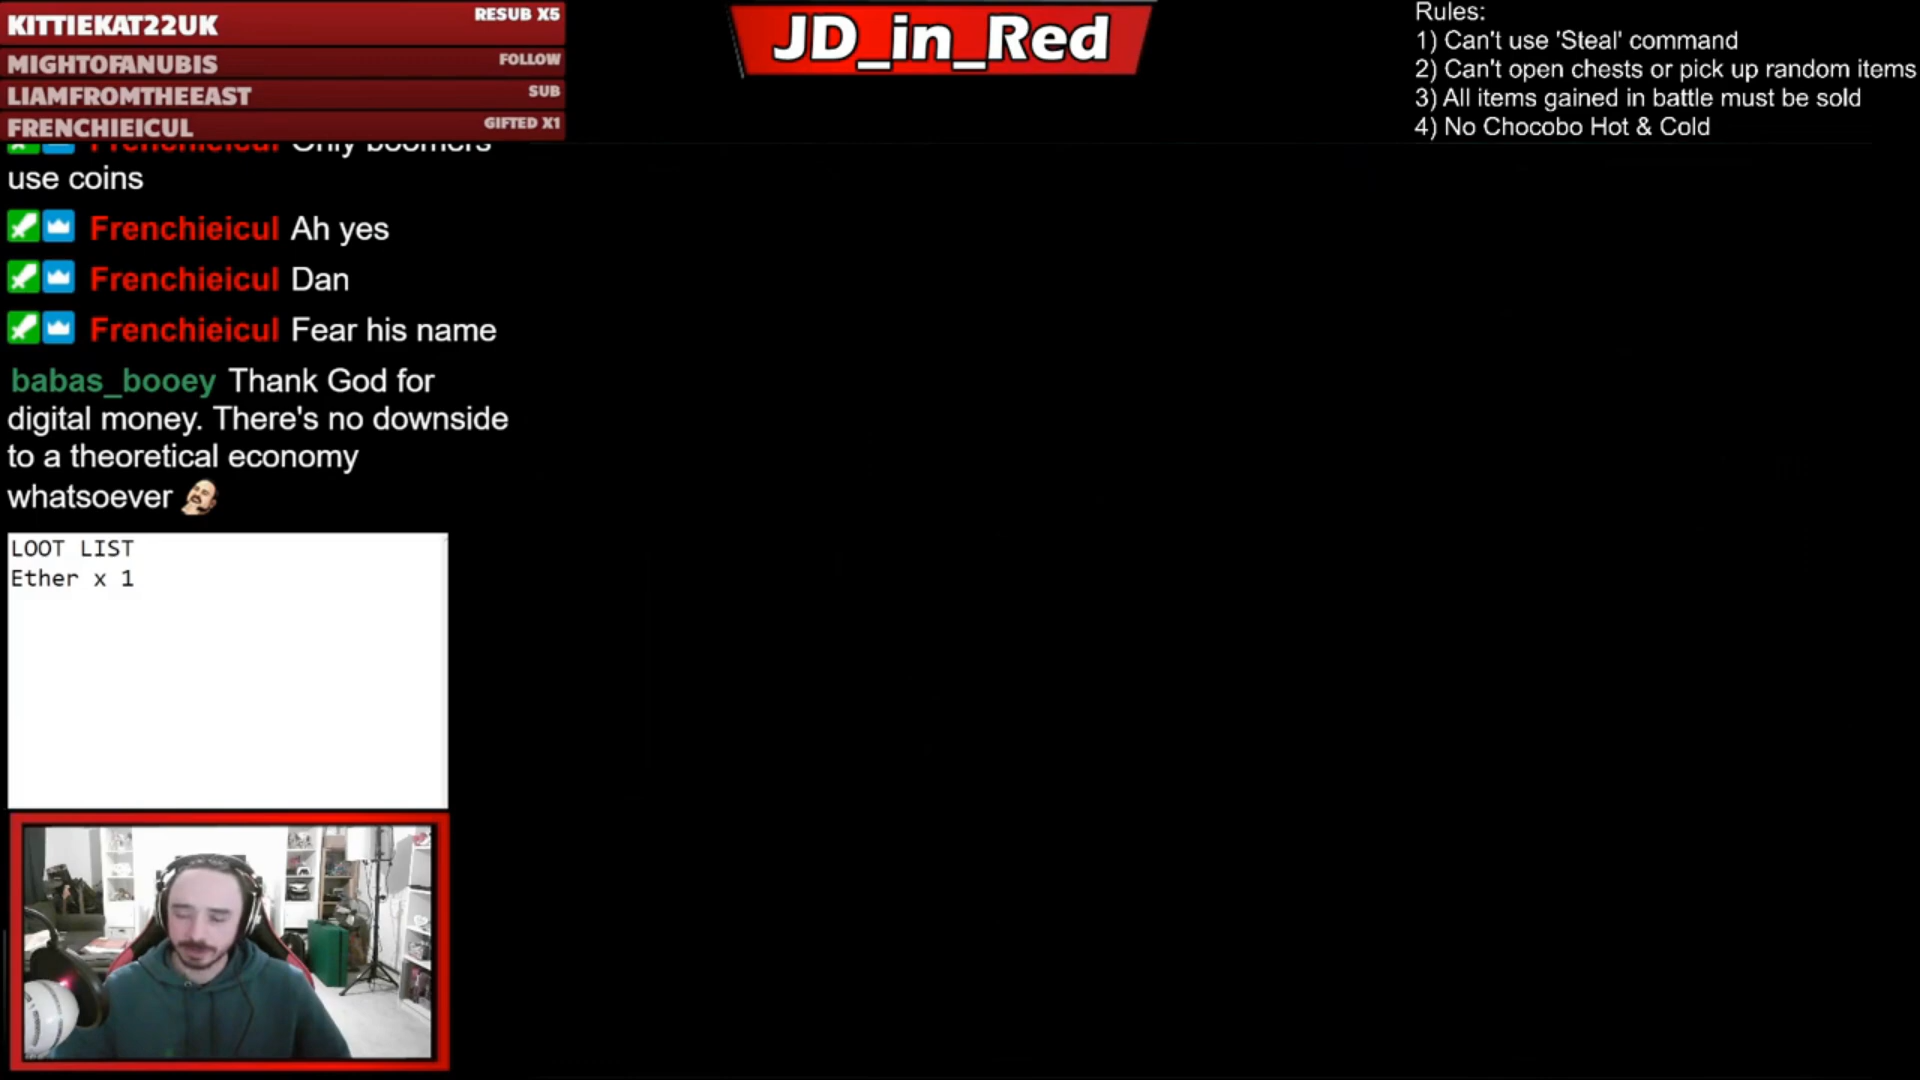 KITTIEKAT22UK RESUB X5
MIGHTOFANUBIS FOLLOW
LIAMFROMTHEEAST SUB
FRENCHIEICUL GIFTED X1
JD_in_Red
Rules:
1) Can't use 'Steal' command
2) Can't open chests or pick up random items
3) All items gained in battle must be sold
4) No Chocobo Hot & Cold
Frenchieicul Only boomers
use coins
Frenchieicul Ah yes
Frenchieicul Dan
Frenchieicul Fear his name
babas_booey Thank God for
digital money. There's no downside
to a theoretical economy
whatsoever
LOOT LIST
Ether x 1